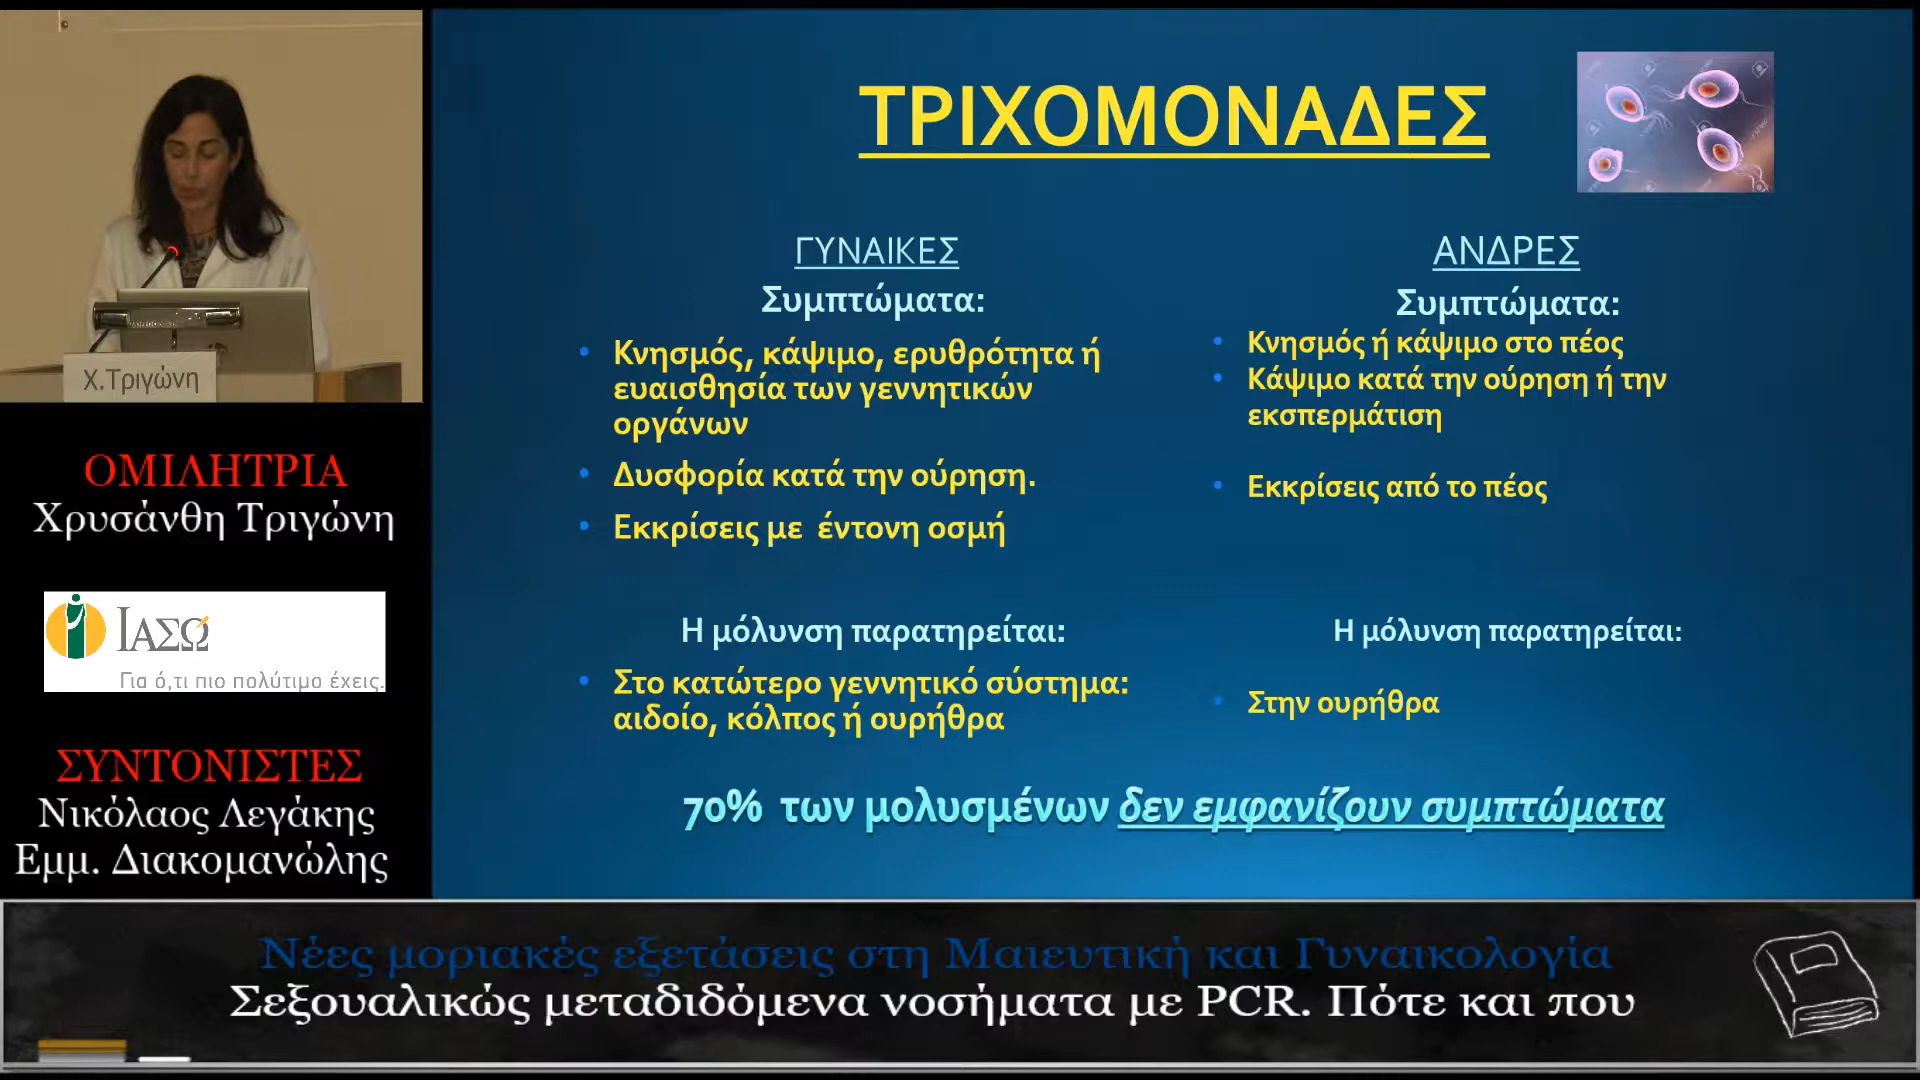 Χ.Τριγώνη
ΟΜΙΛΗΤΡΙΑ
Χρυσάνθη Τριγώνη
ΙΑΣΩ
Για ό,τι πιο πολύτιμο έχεις.
ΣΥΝΤΟΝΙΣΤΕΣ
Νικόλαος Λεγάκης
Εμμ. Διακομανώλης
ΤΡΙΧΟΜΟΝΑΔΕΣ
ΓΥΝΑΙΚΕΣ
Συμπτώματα:
• Κνησμός, κάψιμο, ερυθρότητα ή
ευαισθησία των γεννητικών
οργάνων
• Δυσφορία κατά την ούρηση.
• Εκκρίσεις με έντονη οσμή
Η μόλυνση παρατηρείται:
• Στο κατώτερο γεννητικό σύστημα:
αιδοίο, κόλπος ή ουρήθρα
ΑΝΔΡΕΣ
Συμπτώματα:
• Κνησμός ή κάψιμο στο πέος
• Κάψιμο κατά την ούρηση ή την
εκσπερμάτιση
• Εκκρίσεις από το πέος
Η μόλυνση παρατηρείται:
• Στην ουρήθρα
70% των μολυσμένων δεν εμφανίζουν συμπτώματα
Νέες μοριακές εξετάσεις στη Μαιευτική και Γυναικολογία
Σεξουαλικώς μεταδιδόμενα νοσήματα με PCR. Πότε και που